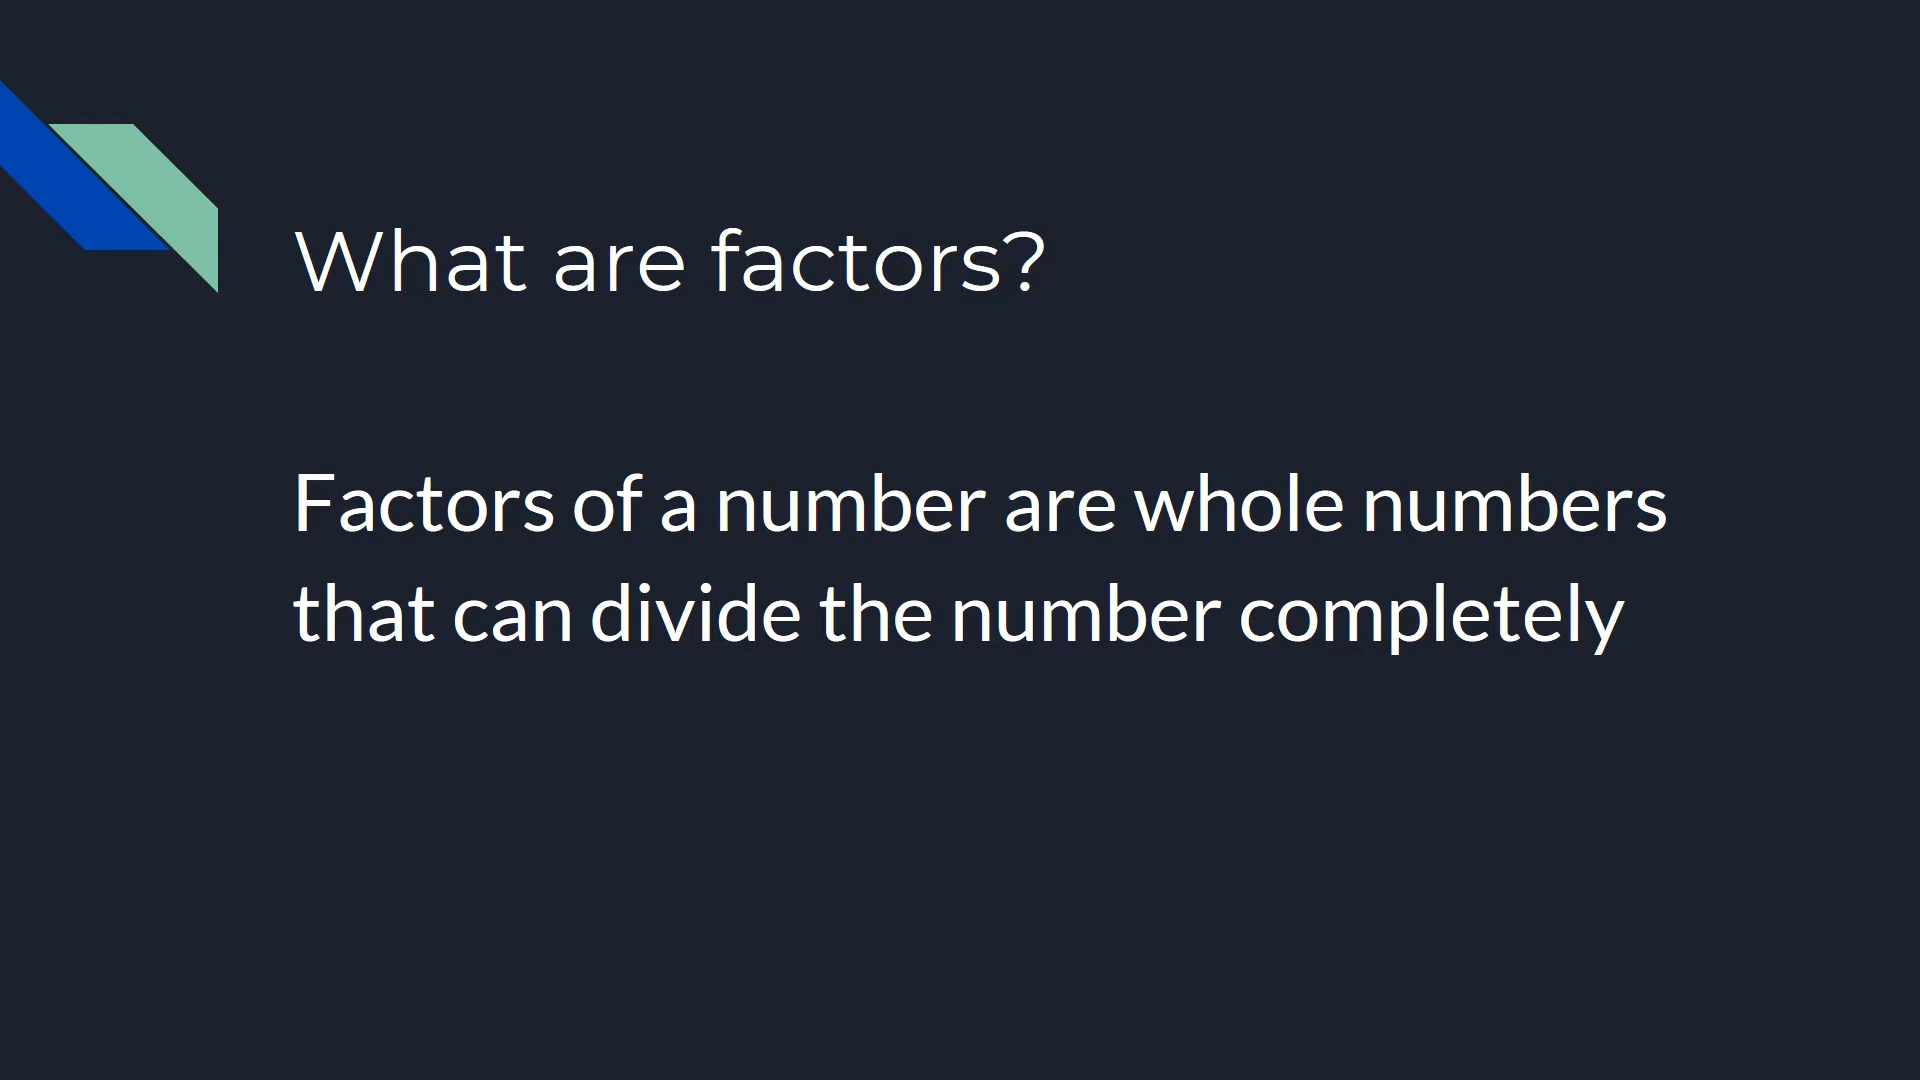 What are factors?
Factors of a number are whole numbers
that can divide the number completely